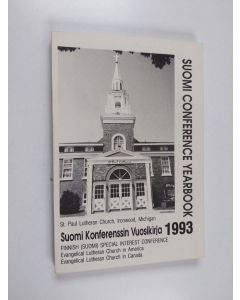 SUOMI CONFERENCE YEARBOOK
St. Paul Lutheran Church, Ironwood, Michigan
Suomi Konferenssin Vuosikirja 1993
FINNISH (SUOMI) SPECIAL INTEREST CONFERENCE
Evangelical Lutheran Church in America
Evangelical Lutheran Church in Canada